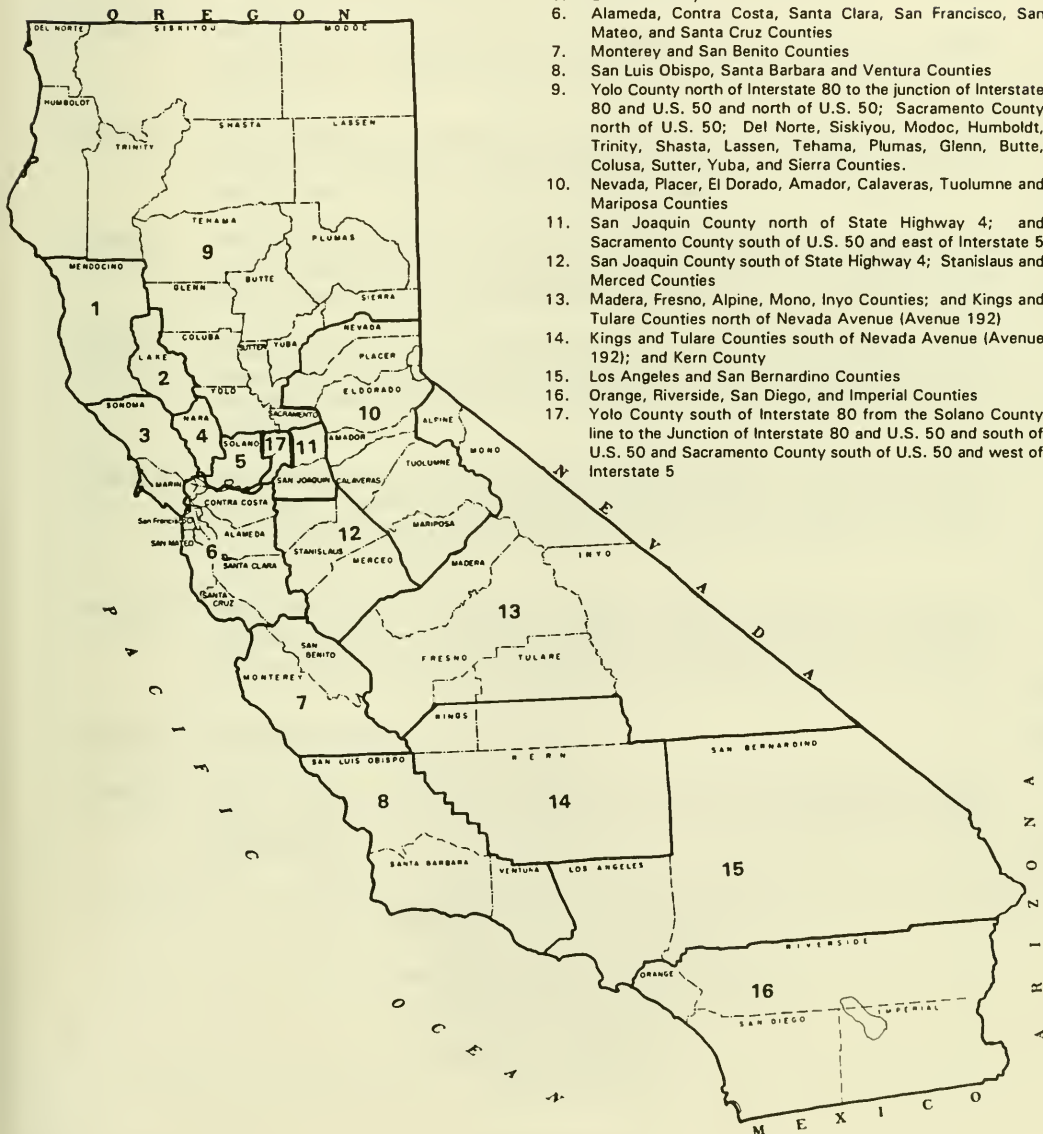 6. Alameda, Contra Costa, Santa Clara, San Francisco, San
Mateo, and Santa Cruz Counties
7. Monterey and San Benito Counties
8. San Luis Obispo, Santa Barbara and Ventura Counties
9. Yolo County north of Interstate 80 to the junction of Interstate
80 and U.S. 50 and north of U.S. 50; Sacramento County
north of U.S. 50; Del Norte, Siskiyou, Modoc, Humboldt,
Trinity, Shasta, Lassen, Tehama, Plumas, Glenn, Butte,
Colusa, Sutter, Yuba, and Sierra Counties.
10. Nevada, Placer, El Dorado, Amador, Calaveras, Tuolumne and
Mariposa Counties
11. San Joaquin County north of State Highway 4; and
Sacramento County south of U.S. 50 and east of Interstate 5
12. San Joaquin County south of State Highway 4; Stanislaus and
Merced Counties
13. Madera, Fresno, Alpine, Mono, Inyo Counties; and Kings and
Tulare Counties north of Nevada Avenue (Avenue 192)
14. Kings and Tulare Counties south of Nevada Avenue (Avenue
192); and Kern County
15. Los Angeles and San Bernardino Counties
16. Orange, Riverside, San Diego, and Imperial Counties
17. Yolo County south of Interstate 80 from the Solano County
line to the Junction of Interstate 80 and U.S. 50 and south of
U.S. 50 and Sacramento County south of U.S. 50 and west of
Interstate 5
OREGON
DEL NORTE
SISKIYOU
MODOC
HUMBOLDT
TRINITY
SHASTA
LASSEN
TEHAMA
9
PLUMAS
MENDOCINO
1
GLENN
BUTTE
SIERRA
COLUBA
SUTTER
YUBA
NEVADA
PLACER
LAKE
2
YOLO
ELDORADO
10
SONOMA
3
NARA
4
SACRAMENTO
SOLANO
5
17
11
AMADOR
ALPINE
MONO
MARIN
SAN JOAQUIN
CALAVERAS
TUOLUMNE
CONTRA COSTA
San Francisco
ALAMEDA
SAN MATEO
6
SANTA CLARA
SANTA
CRUZ
12
STANISLAUS
MERCEO
MARIPOSA
MADERA
INYO
13
SAN
BENITO
MONTEREY
7
FRESNO
TULARE
RINGS
SAN LUIS OBISPO
8
RERN
14
SAN BERNARDINO
15
SANTA BARBARA
VENTURA
LOS ANGELES
RIVERSIDE
ORANGE
16
SAN DIEGO
IMPERIAL
NEVADA
PACIFIC
OCEAN
ARIZONA
MEXICO